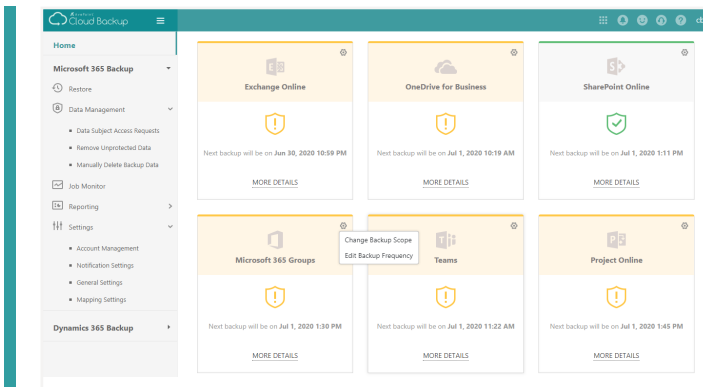 Cloud Backup
Home
Microsoft 365 Backup
Restore
Data Management
Data Subject Access Requests
Remove Unprotected Data
Manually Delete Backup Data
Job Monitor
Reporting
Settings
Account Management
Notification Settings
General Settings
Mapping Settings
Dynamics 365 Backup
Exchange Online
Next backup will be on Jun 30, 2020 10:59 PM
MORE DETAILS
OneDrive for Business
Next backup will be on Jul 1, 2020 10:19 AM
MORE DETAILS
SharePoint Online
Next backup will be on Jul 1, 2020 1:11 PM
MORE DETAILS
Microsoft 365 Groups
Next backup will be on Jul 1, 2020 1:30 PM
MORE DETAILS
Change Backup Scope
Edit Backup Frequency
Teams
Next backup will be on Jul 1, 2020 11:22 AM
MORE DETAILS
Project Online
Next backup will be on Jul 1, 2020 1:45 PM
MORE DETAILS